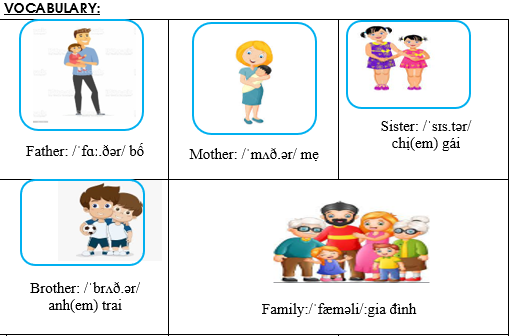 VOCABULARY:
Father: /ˈfɑː.ðər/ bố
Mother: /ˈmʌð.ər/ mẹ
Sister: /ˈsɪs.tər/
chị(em) gái
Brother: /ˈbrʌð.ər/
anh(em) trai
Family:/ˈfæməli/:gia đình